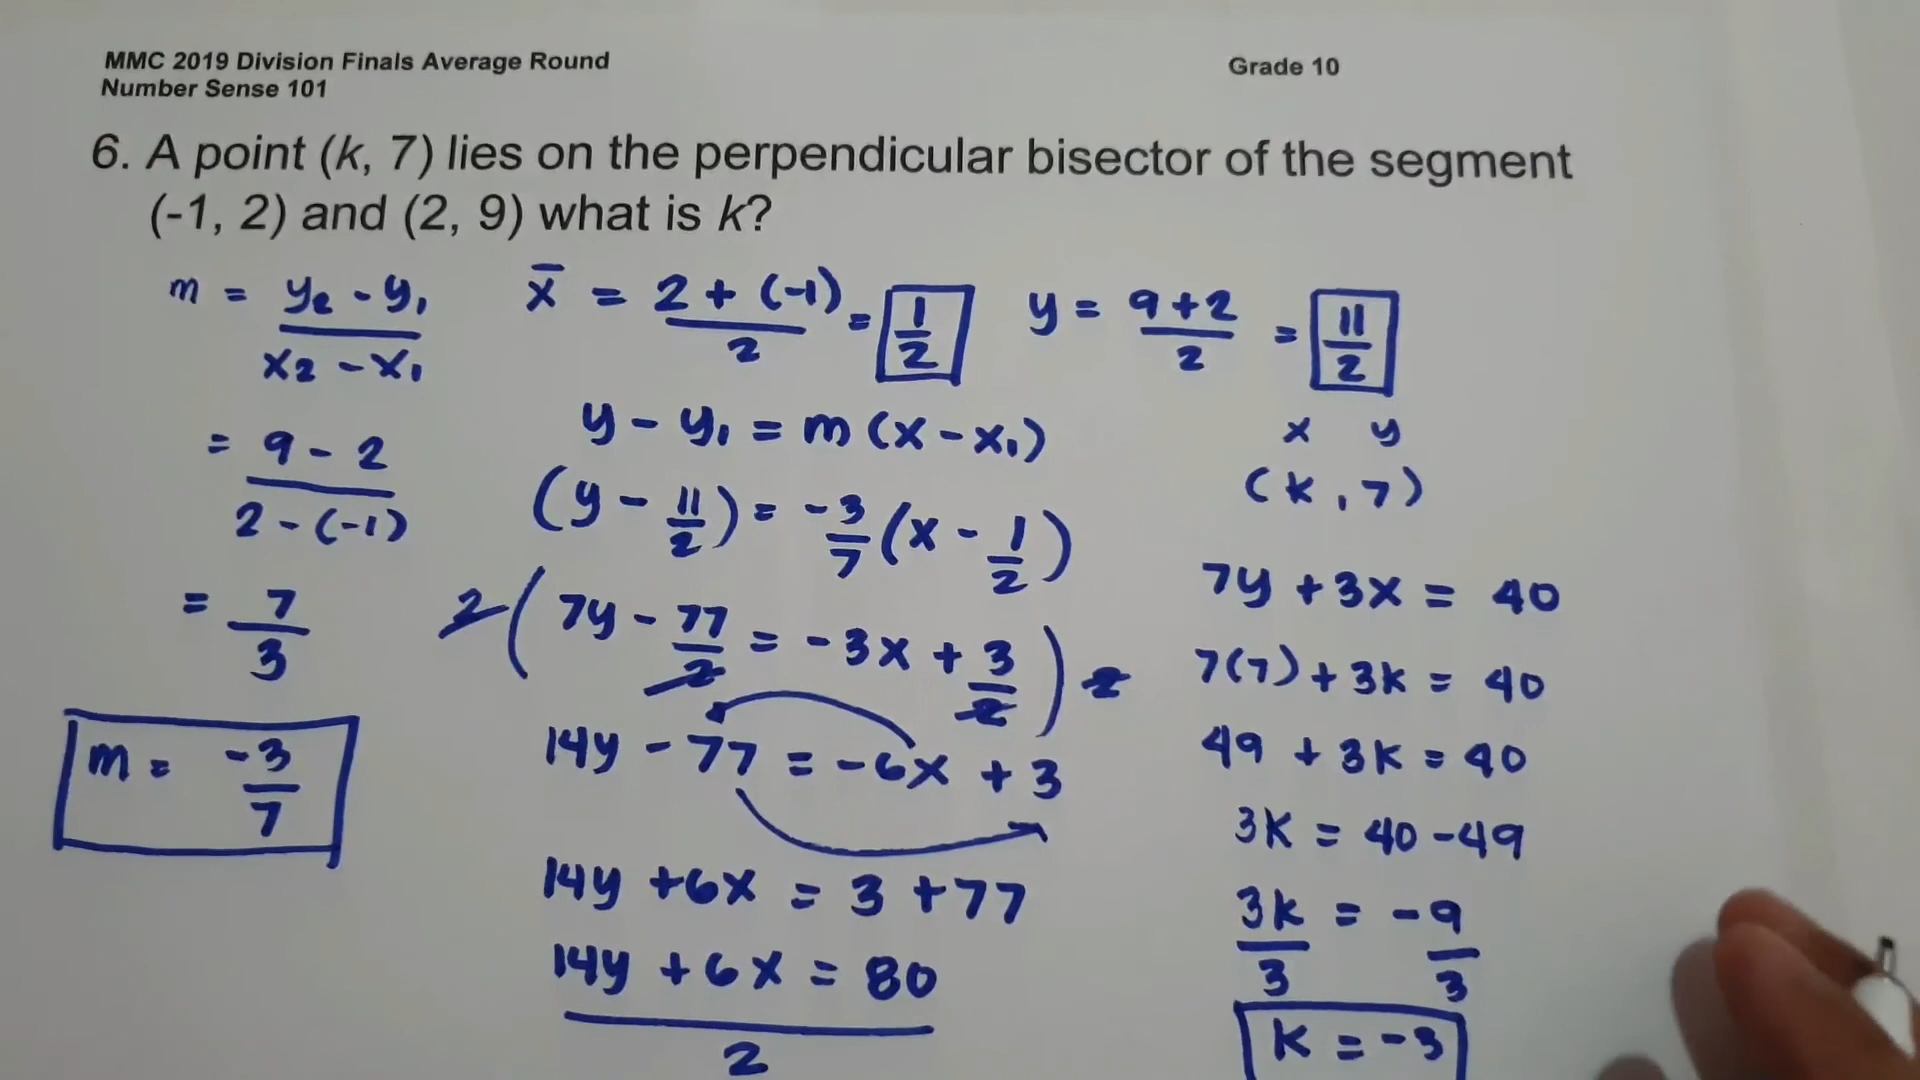 MMC 2019 Division Finals Average Round
Grade 10
Number Sense 101
6. A point (k, 7) lies on the perpendicular bisector of the segment
(-1, 2) and (2, 9) what is k?
m = y₂ - y₁ / x₂ - x₁
= 9 - 2 / 2 - (-1)
= 7/3
m = -3/7
x̄ = 2 + (-1) / 2 = 1/2
y = 9 + 2 / 2 = 11/2
y - y₁ = m (x - x₁)
(y - 11/2) = -3/7 (x - 1/2)
2 (7y - 77/2 = -3x + 3/2) 2
14y - 77 = -6x + 3
14y + 6x = 3 + 77
14y + 6x = 80
2
x y
(k, 7)
7y + 3x = 40
7(7) + 3k = 40
49 + 3k = 40
3k = 40 - 49
3k/3 = -9/3
k = -3